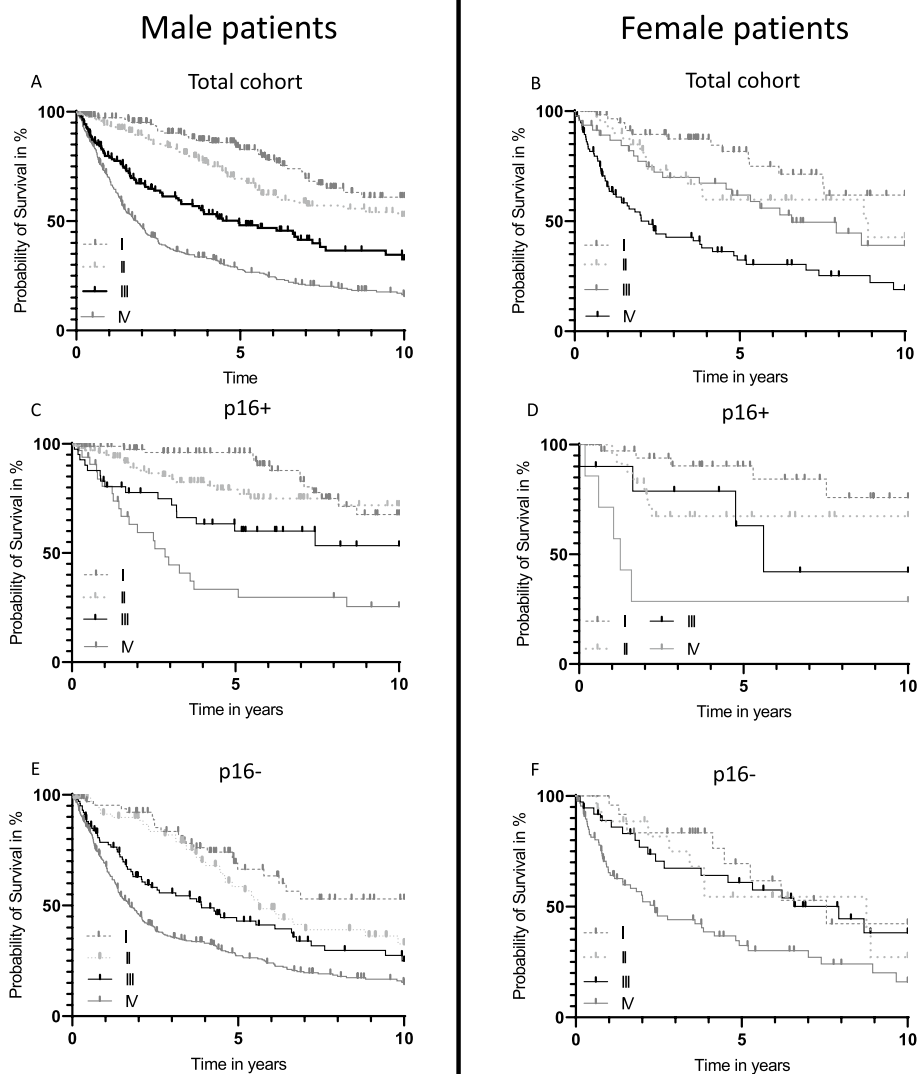 Male patients
Female patients
A
Total cohort
Probability of Survival in %
100
50
0
I
II
III
IV
0 5 10
Time
B
Total cohort
Probability of Survival in %
100
50
0
I
II
III
IV
0 5 10
Time in years
C
p16+
Probability of Survival in %
100
50
0
I
II
III
IV
0 5 10
Time in years
D
p16+
Probability of Survival in %
100
50
0
I III
II IV
0 5 10
Time in years
E
p16-
Probability of Survival in %
100
50
0
I
II
III
IV
0 5 10
Time in years
F
p16-
Probability of Survival in %
100
50
0
I
II
III
IV
0 5 10
Time in years